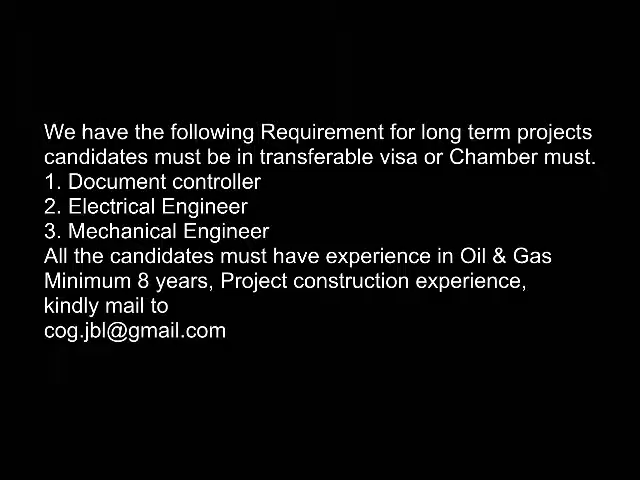 We have the following Requirement for long term projects
candidates must be in transferable visa or Chamber must.
1. Document controller
2. Electrical Engineer
3. Mechanical Engineer
All the candidates must have experience in Oil & Gas
Minimum 8 years, Project construction experience,
kindly mail to
cog.jbl@gmail.com